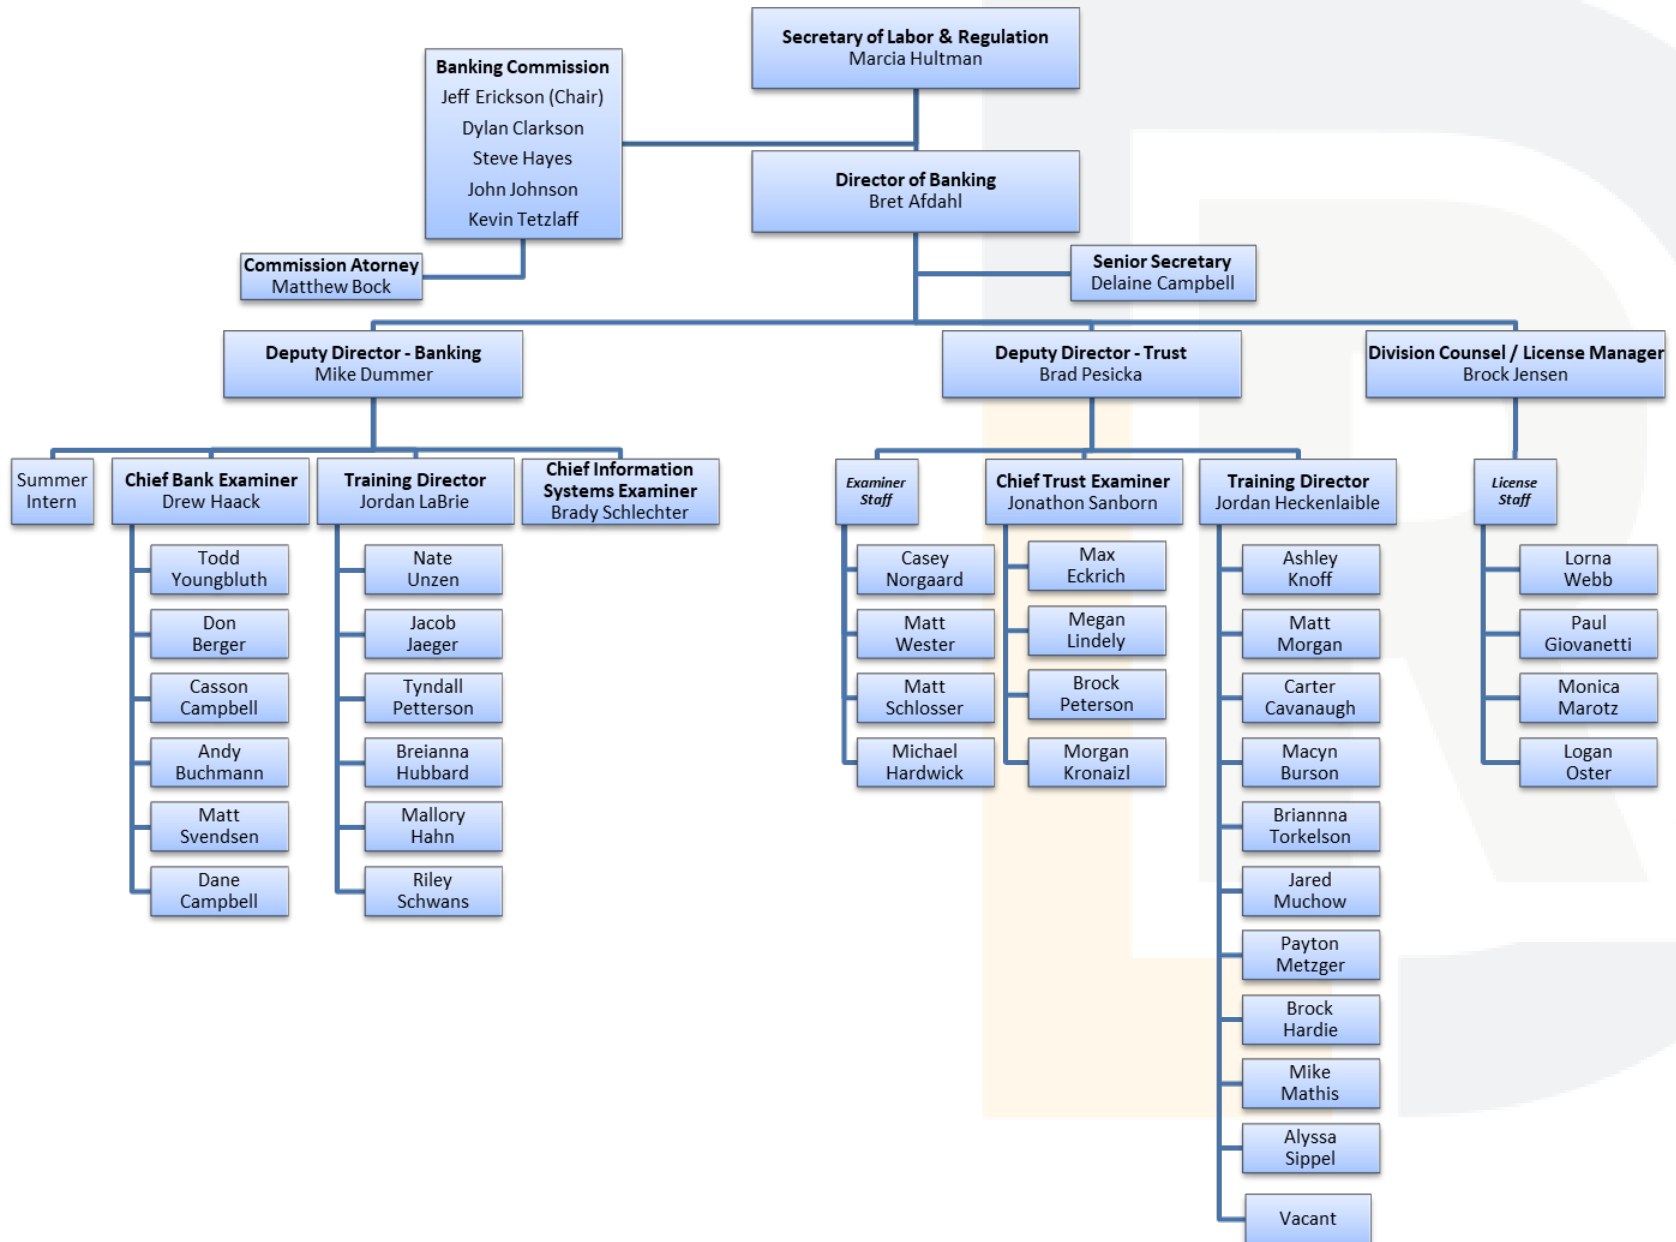 Secretary of Labor & Regulation
Marcia Hultman
Banking Commission
Jeff Erickson (Chair)
Dylan Clarkson
Steve Hayes
John Johnson
Kevin Tetzlaff
Director of Banking
Bret Afdahl
Commission Atorney
Matthew Bock
Senior Secretary
Delaine Campbell
Deputy Director - Banking
Mike Dummer
Deputy Director - Trust
Brad Pesicka
Division Counsel / License Manager
Brock Jensen
Summer
Intern
Chief Bank Examiner
Drew Haack
Training Director
Jordan LaBrie
Chief Information
Systems Examiner
Brady Schlechter
Examiner
Staff
Chief Trust Examiner
Jonathon Sanborn
Training Director
Jordan Heckenlaible
License
Staff
Todd
Youngbluth
Don
Berger
Casson
Campbell
Andy
Buchmann
Matt
Svendsen
Dane
Campbell
Nate
Unzen
Jacob
Jaeger
Tyndall
Petterson
Breianna
Hubbard
Mallory
Hahn
Riley
Schwans
Casey
Norgaard
Matt
Wester
Matt
Schlosser
Michael
Hardwick
Max
Eckrich
Megan
Lindely
Brock
Peterson
Morgan
Kronaizl
Ashley
Knoff
Matt
Morgan
Carter
Cavanaugh
Macyn
Burson
Briannna
Torkelson
Jared
Muchow
Payton
Metzger
Brock
Hardie
Mike
Mathis
Alyssa
Sippel
Vacant
Lorna
Webb
Paul
Giovanetti
Monica
Marotz
Logan
Oster